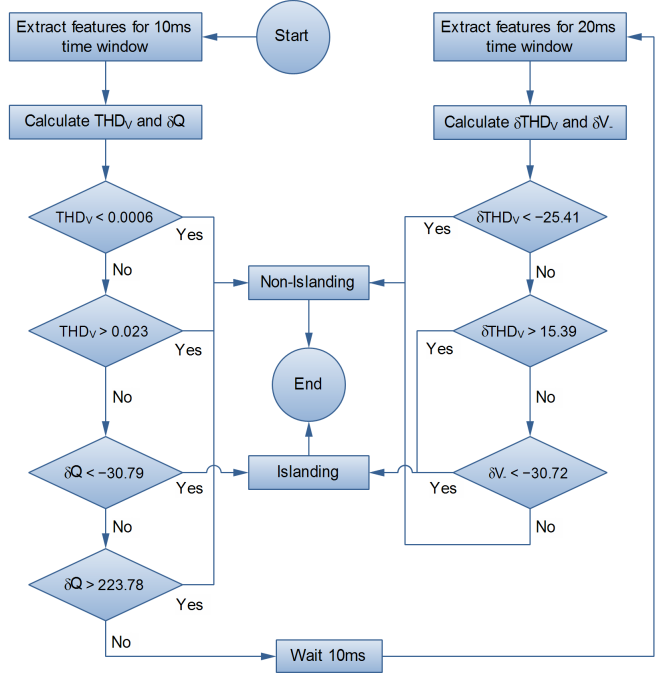 Extract features for 10ms
time window
Start
Extract features for 20ms
time window
Calculate THDV and δQ
Calculate δTHDV and δV-
THDV < 0.0006
Yes
No
THDV > 0.023
Yes
No
δQ < −30.79
Yes
No
δQ > 223.78
Yes
No
Non-Islanding
End
Islanding
δTHDV < −25.41
Yes
No
δTHDV > 15.39
Yes
No
δV- < −30.72
Yes
No
Wait 10ms